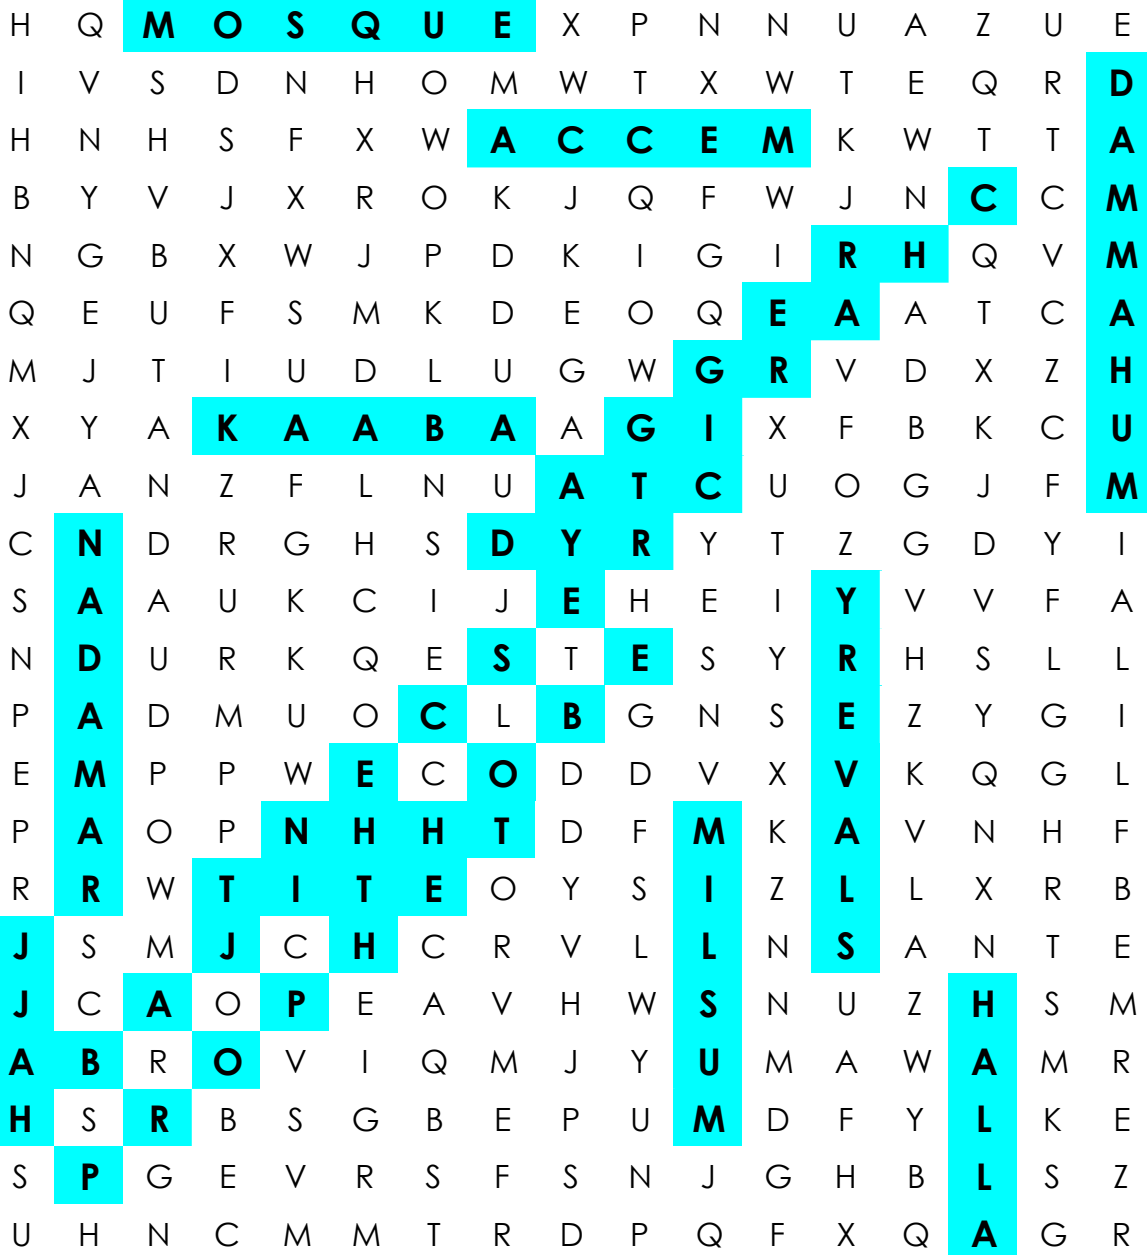 H Q M O S Q U E X P N N U A Z U E
I V S D N H O M W T X W T E Q R D
H N H S F X W A C C E M K W T T A
B Y V J X R O K J Q F W J N C C M
N G B X W J P D K I G I R H Q V M
Q E U F S M K D E O Q E A A T C A
M J T I U D L U G W G R V D X Z H
X Y A K A A B A A G I X F B K C U
J A N Z F L N U A T C U O G J F M
C N D R G H S D Y R Y T Z G D Y I
S A A U K C I J E H E I Y V V F A
N D U R K Q E S T E S Y R H S L L
P A D M U O C L B G N S E Z Y G I
E M P P W E C O D D V X V K Q G L
P A O P N H H T D F M K A V N H F
R R W T I T E O Y S I Z L L X R B
J S M J C H C R V L L N S A N T E
J C A O P E A V H W S N U Z H S M
A B R O V I Q M J Y U M A W A M R
H S R B S G B E P U M D F Y L K E
S P G E V R S F S N J G H B L S Z
U H N C M M T R D P Q F X Q A G R